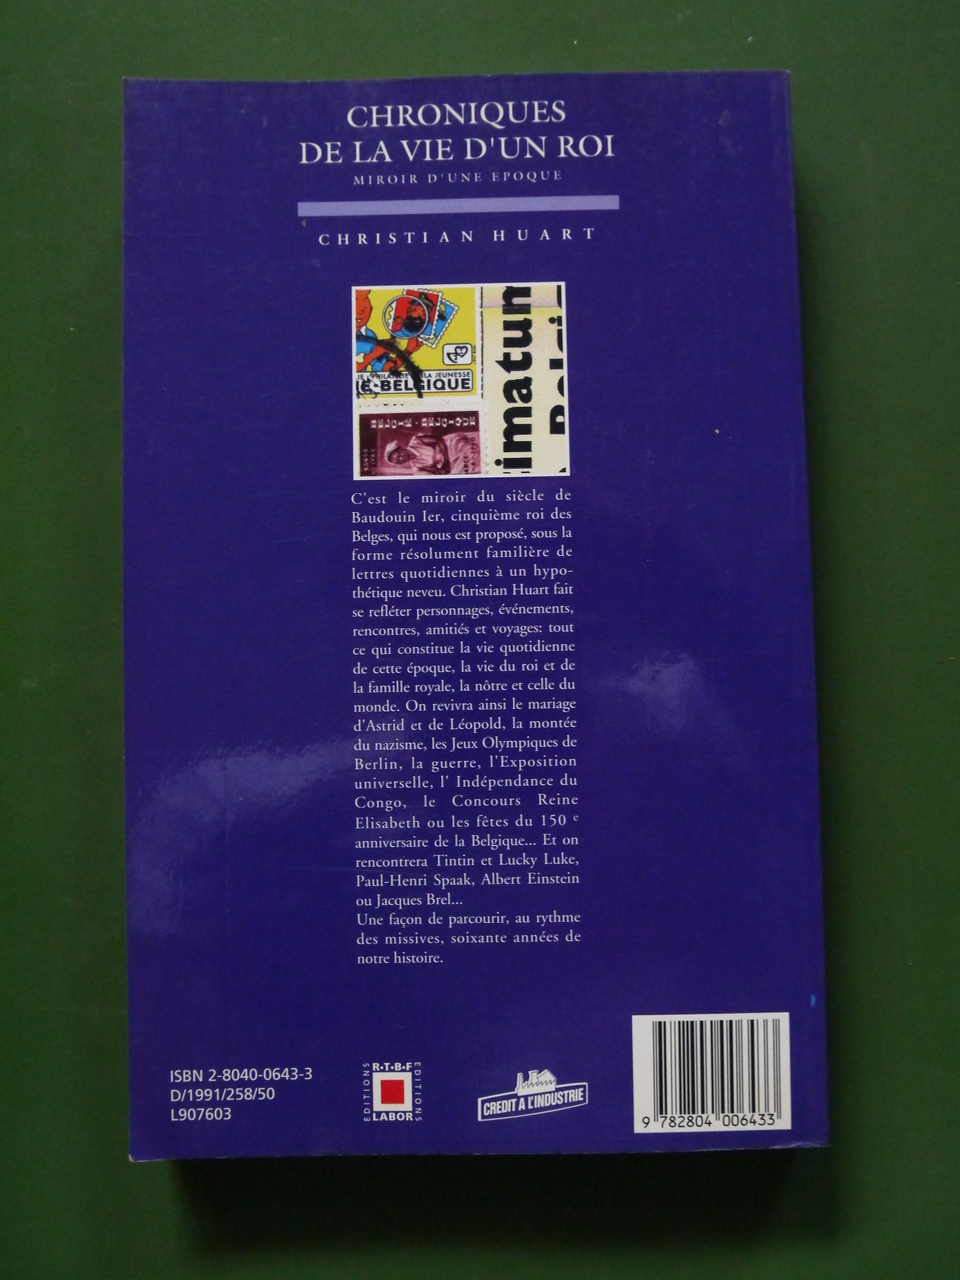 CHRONIQUES
DE LA VIE D'UN ROI
MIROIR D'UNE EPOQUE
CHRISTIAN HUART
LA JEUNESSE
IE-BELGIQUE
BELGIE · BELGIQUE
imatum
C'est le miroir du siècle de
Baudouin Ier, cinquième roi des
Belges, qui nous est proposé, sous la
forme résolument familière de
lettres quotidiennes à un hypo-
thétique neveu. Christian Huart fait
se refléter personnages, événements,
rencontres, amitiés et voyages: tout
ce qui constitue la vie quotidienne
de cette époque, la vie du roi et de
la famille royale, la nôtre et celle du
monde. On revivra ainsi le mariage
d'Astrid et de Léopold, la montée
du nazisme, les Jeux Olympiques de
Berlin, la guerre, l'Exposition
universelle, l' Indépendance du
Congo, le Concours Reine
Elisabeth ou les fêtes du 150 e
anniversaire de la Belgique... Et on
rencontrera Tintin et Lucky Luke,
Paul-Henri Spaak, Albert Einstein
ou Jacques Brel...
Une façon de parcourir, au rythme
des missives, soixante années de
notre histoire.
ISBN 2-8040-0643-3
D/1991/258/50
L907603
R·T·B·F
EDITIONS
EDITIONS
LABOR
CREDIT A L'INDUSTRIE
9 782804 006433